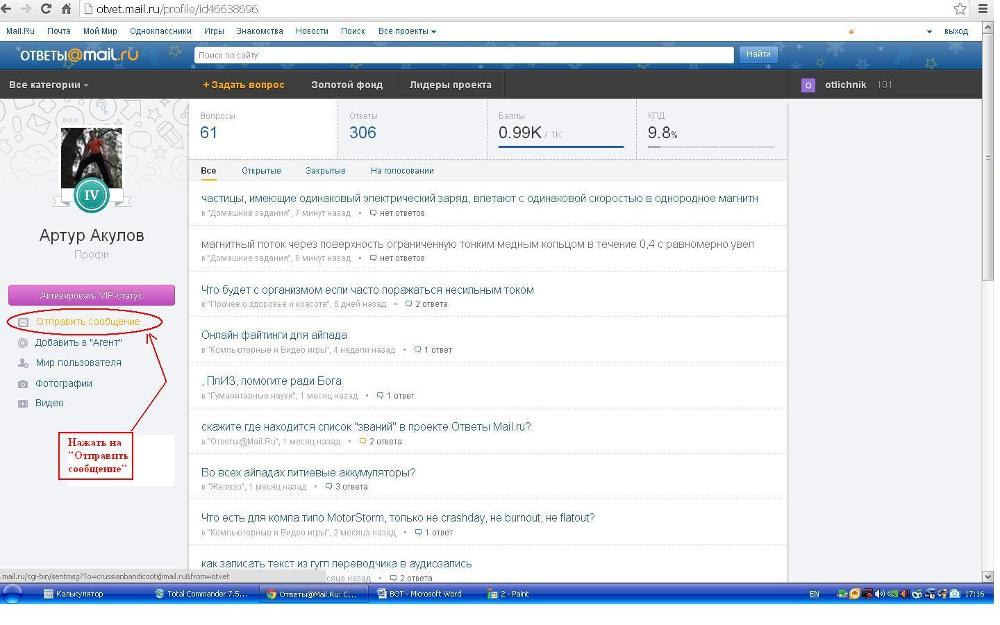 otvet.mail.ru/profile/id46638696
Mail.Ru Почта Мой Мир Одноклассники Игры Знакомства Новости Поиск Все проекты выход
ОТВЕТЫ@mail.ru Поиск по сайту Найти
Все категории + Задать вопрос Золотой фонд Лидеры проекта O otlichnik 101
Вопросы Ответы Баллы КПД
61 306 0.99K / 1K 9.8%
Все Открытые Закрытые На голосовании
IV
Артур Акулов
Профи
Активировать VIP-статус
Отправить сообщение
Добавить в "Агент"
Мир пользователя
Фотографии
Видео
Нажать на
"Отправить
сообщение"
частицы, имеющие одинаковый электрический заряд, влетают с одинаковой скоростью в однородное магнитн
в "Домашние задания", 7 минут назад • нет ответов
магнитный поток через поверхность ограниченную тонким медным кольцом в течение 0,4 с равномерно увел
в "Домашние задания", 9 минут назад • нет ответов
Что будет с организмом если часто поражаться несильным током
в "Прочее о здоровье и красоте", 6 дней назад • 2 ответа
Онлайн файтинги для айпада
в "Компьютерные и Видео игры", 4 недели назад • 1 ответ
, ПлИЗ, помогите ради Бога
в "Гуманитарные науки", 1 месяц назад • 1 ответ
скажите где находится список "званий" в проекте Ответы Mail.ru?
в "Ответы@Mail.Ru", 1 месяц назад • 2 ответа
Во всех айпадах литиевые аккумуляторы?
в "Железо", 1 месяц назад • 3 ответа
Что есть для компа типо MotorStorm, только не crashday, не burnout, не flatout?
в "Компьютерные и Видео игры", 2 месяца назад • 1 ответ
как записать текст из гугл переводчика в аудиозапись
сяца назад • 2 ответа
.mail.ru/cgi-bin/sentmsg?To=crussianbandicoot@mail.ru&from=otvet
Калькулятор Total Commander 7.5... Ответы@Mail.Ru: С... ВОТ - Microsoft Word 2 - Paint EN 17:16